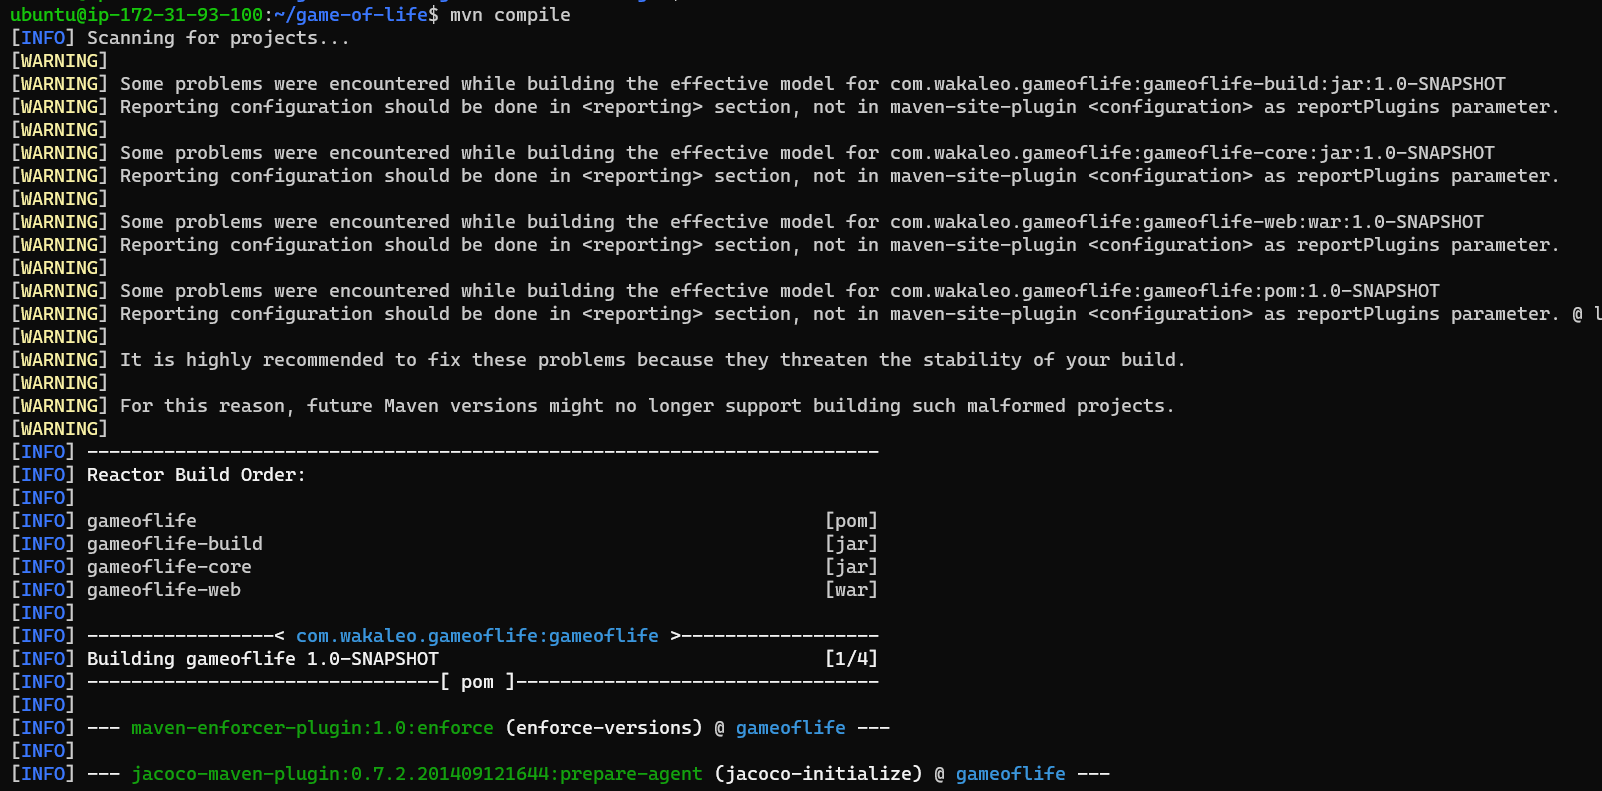 ubuntu@ip-172-31-93-100:~/game-of-life$ mvn compile
[INFO] Scanning for projects...
[WARNING]
[WARNING] Some problems were encountered while building the effective model for com.wakaleo.gameoflife:gameoflife-build:jar:1.0-SNAPSHOT
[WARNING] Reporting configuration should be done in <reporting> section, not in maven-site-plugin <configuration> as reportPlugins parameter.
[WARNING]
[WARNING] Some problems were encountered while building the effective model for com.wakaleo.gameoflife:gameoflife-core:jar:1.0-SNAPSHOT
[WARNING] Reporting configuration should be done in <reporting> section, not in maven-site-plugin <configuration> as reportPlugins parameter.
[WARNING]
[WARNING] Some problems were encountered while building the effective model for com.wakaleo.gameoflife:gameoflife-web:war:1.0-SNAPSHOT
[WARNING] Reporting configuration should be done in <reporting> section, not in maven-site-plugin <configuration> as reportPlugins parameter.
[WARNING]
[WARNING] Some problems were encountered while building the effective model for com.wakaleo.gameoflife:gameoflife:pom:1.0-SNAPSHOT
[WARNING] Reporting configuration should be done in <reporting> section, not in maven-site-plugin <configuration> as reportPlugins parameter. @
[WARNING]
[WARNING] It is highly recommended to fix these problems because they threaten the stability of your build.
[WARNING]
[WARNING] For this reason, future Maven versions might no longer support building such malformed projects.
[WARNING]
[INFO] ------------------------------------------------------------------------
[INFO] Reactor Build Order:
[INFO]
[INFO] gameoflife [pom]
[INFO] gameoflife-build [jar]
[INFO] gameoflife-core [jar]
[INFO] gameoflife-web [war]
[INFO]
[INFO] -----------------< com.wakaleo.gameoflife:gameoflife >------------------
[INFO] Building gameoflife 1.0-SNAPSHOT [1/4]
[INFO] --------------------------------[ pom ]---------------------------------
[INFO]
[INFO] --- maven-enforcer-plugin:1.0:enforce (enforce-versions) @ gameoflife ---
[INFO]
[INFO] --- jacoco-maven-plugin:0.7.2.201409121644:prepare-agent (jacoco-initialize) @ gameoflife ---